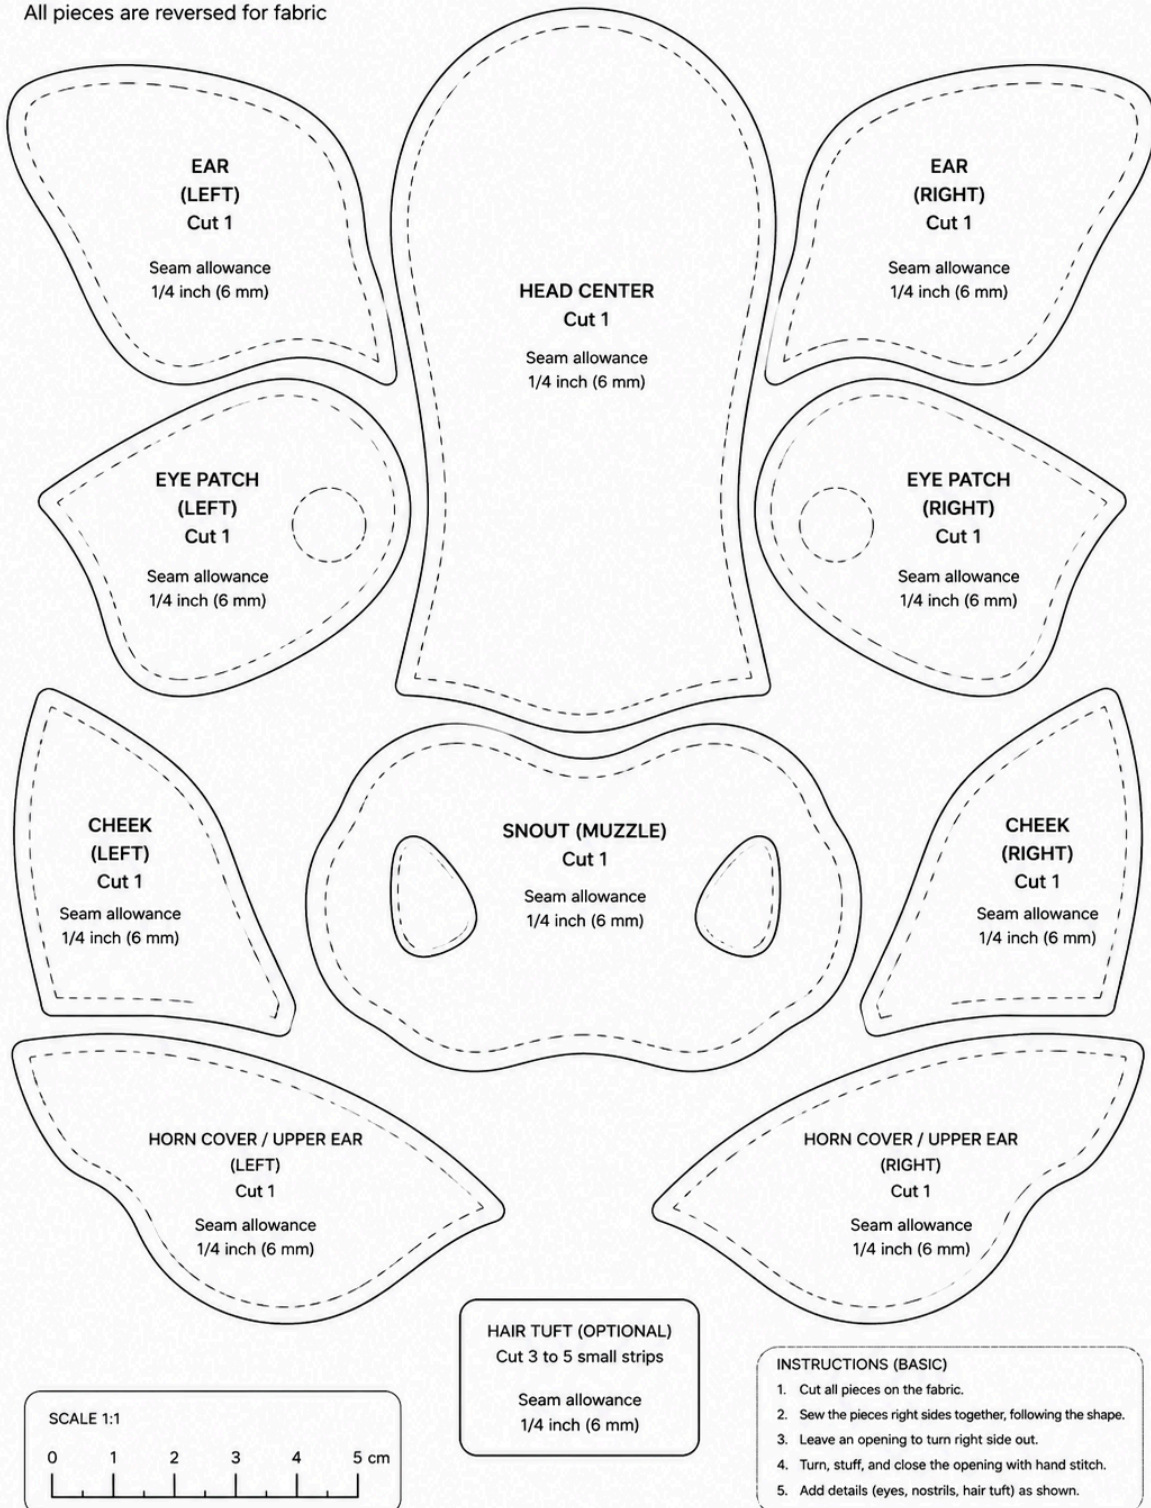 All pieces are reversed for fabric
EAR
(LEFT)
Cut 1
Seam allowance
1/4 inch (6 mm)
HEAD CENTER
Cut 1
Seam allowance
1/4 inch (6 mm)
EAR
(RIGHT)
Cut 1
Seam allowance
1/4 inch (6 mm)
EYE PATCH
(LEFT)
Cut 1
Seam allowance
1/4 inch (6 mm)
EYE PATCH
(RIGHT)
Cut 1
Seam allowance
1/4 inch (6 mm)
CHEEK
(LEFT)
Cut 1
Seam allowance
1/4 inch (6 mm)
SNOUT (MUZZLE)
Cut 1
Seam allowance
1/4 inch (6 mm)
CHEEK
(RIGHT)
Cut 1
Seam allowance
1/4 inch (6 mm)
HORN COVER / UPPER EAR
(LEFT)
Cut 1
Seam allowance
1/4 inch (6 mm)
HORN COVER / UPPER EAR
(RIGHT)
Cut 1
Seam allowance
1/4 inch (6 mm)
HAIR TUFT (OPTIONAL)
Cut 3 to 5 small strips
Seam allowance
1/4 inch (6 mm)
SCALE 1:1
0 1 2 3 4 5 cm
INSTRUCTIONS (BASIC)
1. Cut all pieces on the fabric.
2. Sew the pieces right sides together, following the shape.
3. Leave an opening to turn right side out.
4. Turn, stuff, and close the opening with hand stitch.
5. Add details (eyes, nostrils, hair tuft) as shown.